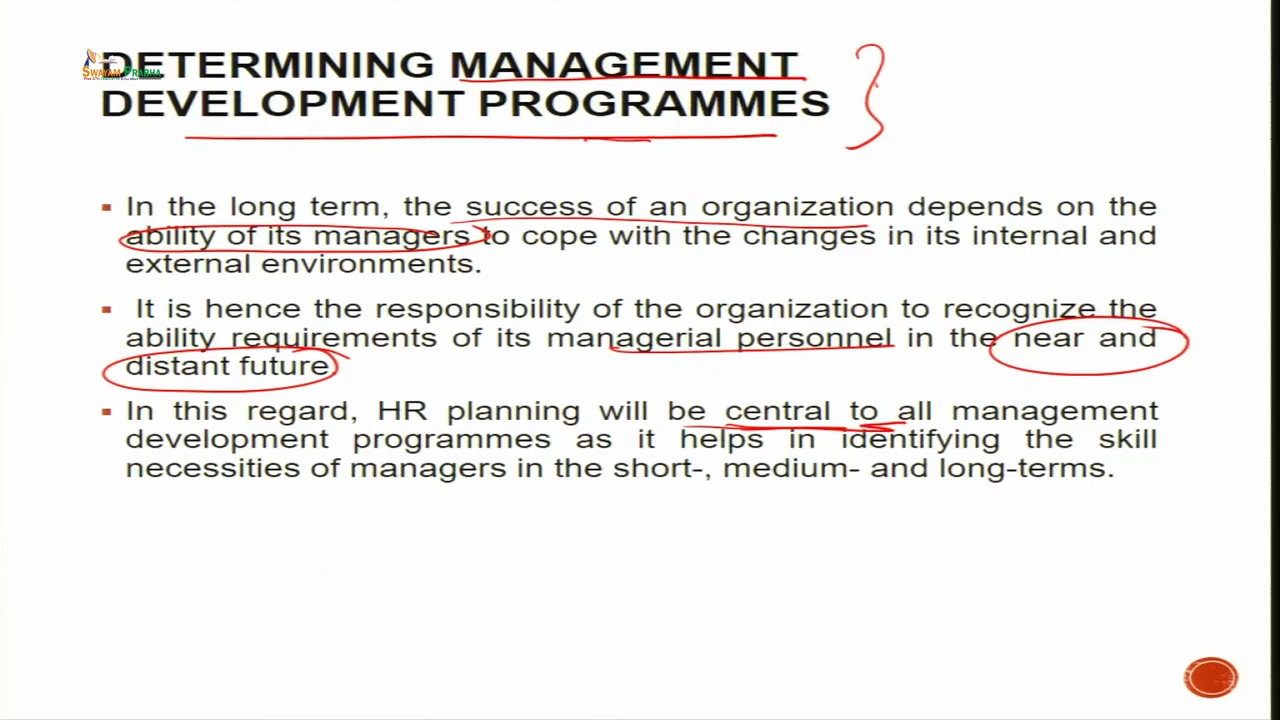 DETERMINING MANAGEMENT
SWAYAM PRABHA
DEVELOPMENT PROGRAMMES
▪ In the long term, the success of an organization depends on the
ability of its managers to cope with the changes in its internal and
external environments.
▪ It is hence the responsibility of the organization to recognize the
ability requirements of its managerial personnel in the near and
distant future.
▪ In this regard, HR planning will be central to all management
development programmes as it helps in identifying the skill
necessities of managers in the short-, medium- and long-terms.